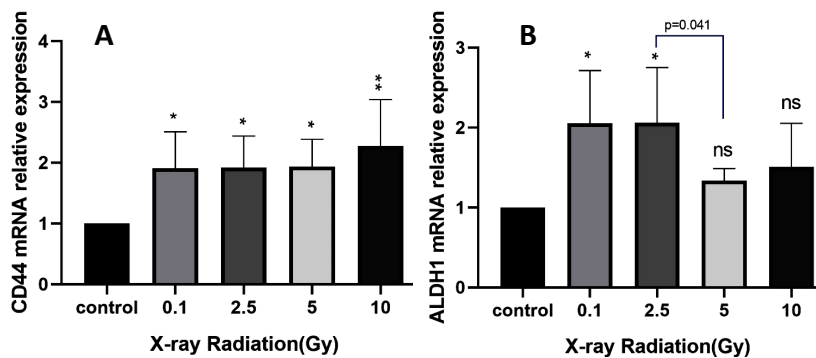 A
CD44 mRNA relative expression
4
3
2
1
0
*
*
*
**
control 0.1 2.5 5 10
X-ray Radiation(Gy)
B
ALDH1 mRNA relative expression
3
2
1
0
p=0.041
*
*
ns
ns
control 0.1 2.5 5 10
X-ray Radiation(Gy)